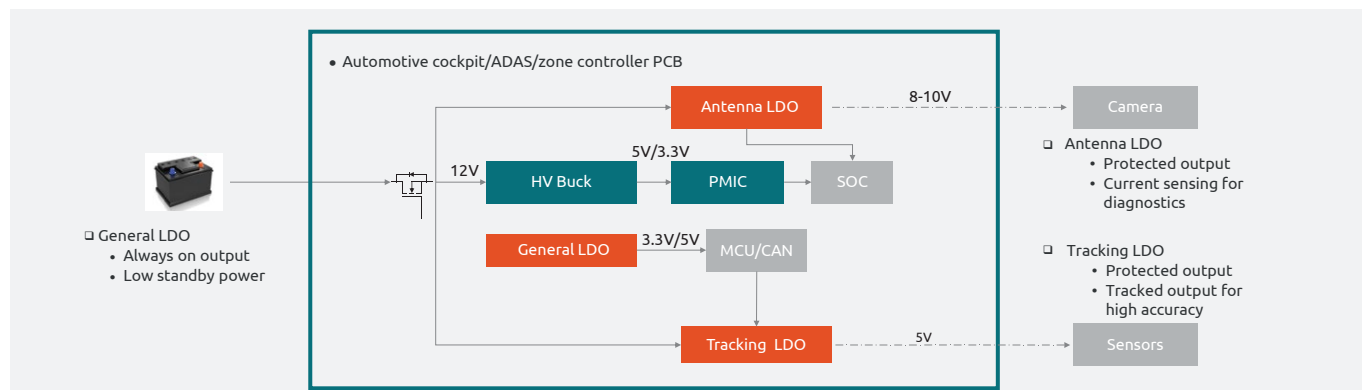 ● Automotive cockpit/ADAS/zone controller PCB
Antenna LDO
8-10V
Camera
12V
HV Buck
5V/3.3V
PMIC
SOC
General LDO
3.3V/5V
MCU/CAN
Tracking LDO
5V
Sensors
❑ General LDO
• Always on output
• Low standby power
❑ Antenna LDO
• Protected output
• Current sensing for
diagnostics
❑ Tracking LDO
• Protected output
• Tracked output for
high accuracy